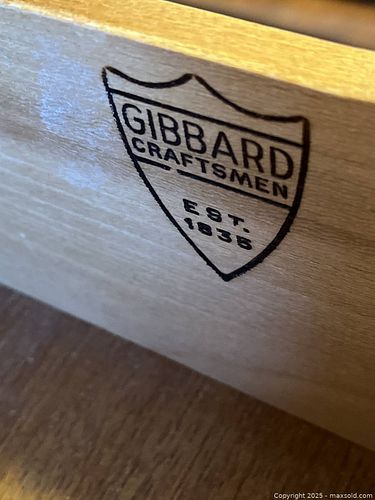 GIBBARD
CRAFTSMEN
EST.
1835
Copyright 2025 - maxsold.com